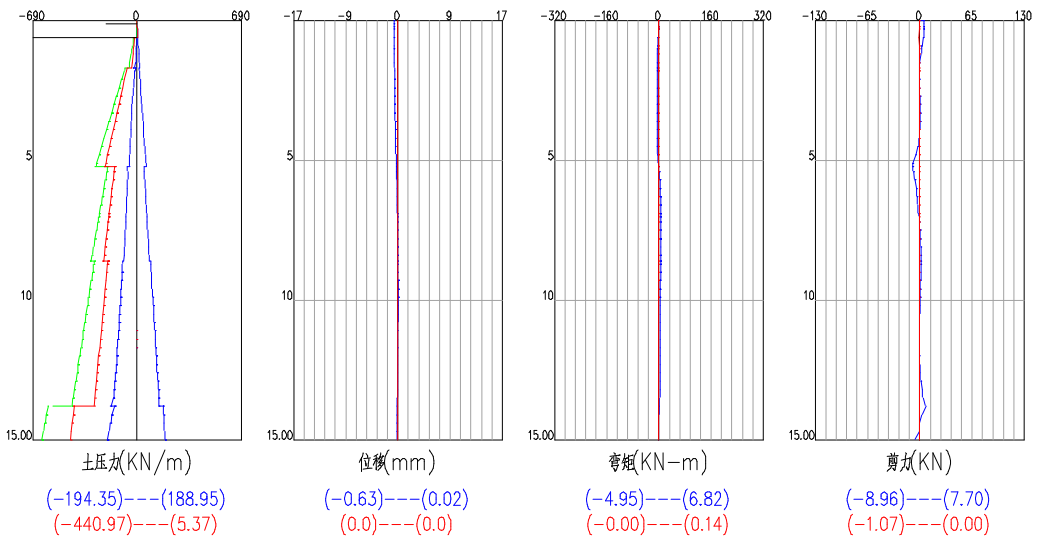 -690 0 690 -17 -9 0 9 17 -320 -160 0 160 320 -130 -65 0 65 130
5 5 5 5
10 10 10 10
15.00 15.00 15.00 15.00
土压力(KN/m) 位移(mm) 弯矩(KN-m) 剪力(KN)
(-194.35)---(188.95) (-0.63)---(0.02) (-4.95)---(6.82) (-8.96)---(7.70)
(-440.97)---(5.37) (0.0)---(0.0) (-0.00)---(0.14) (-1.07)---(0.00)